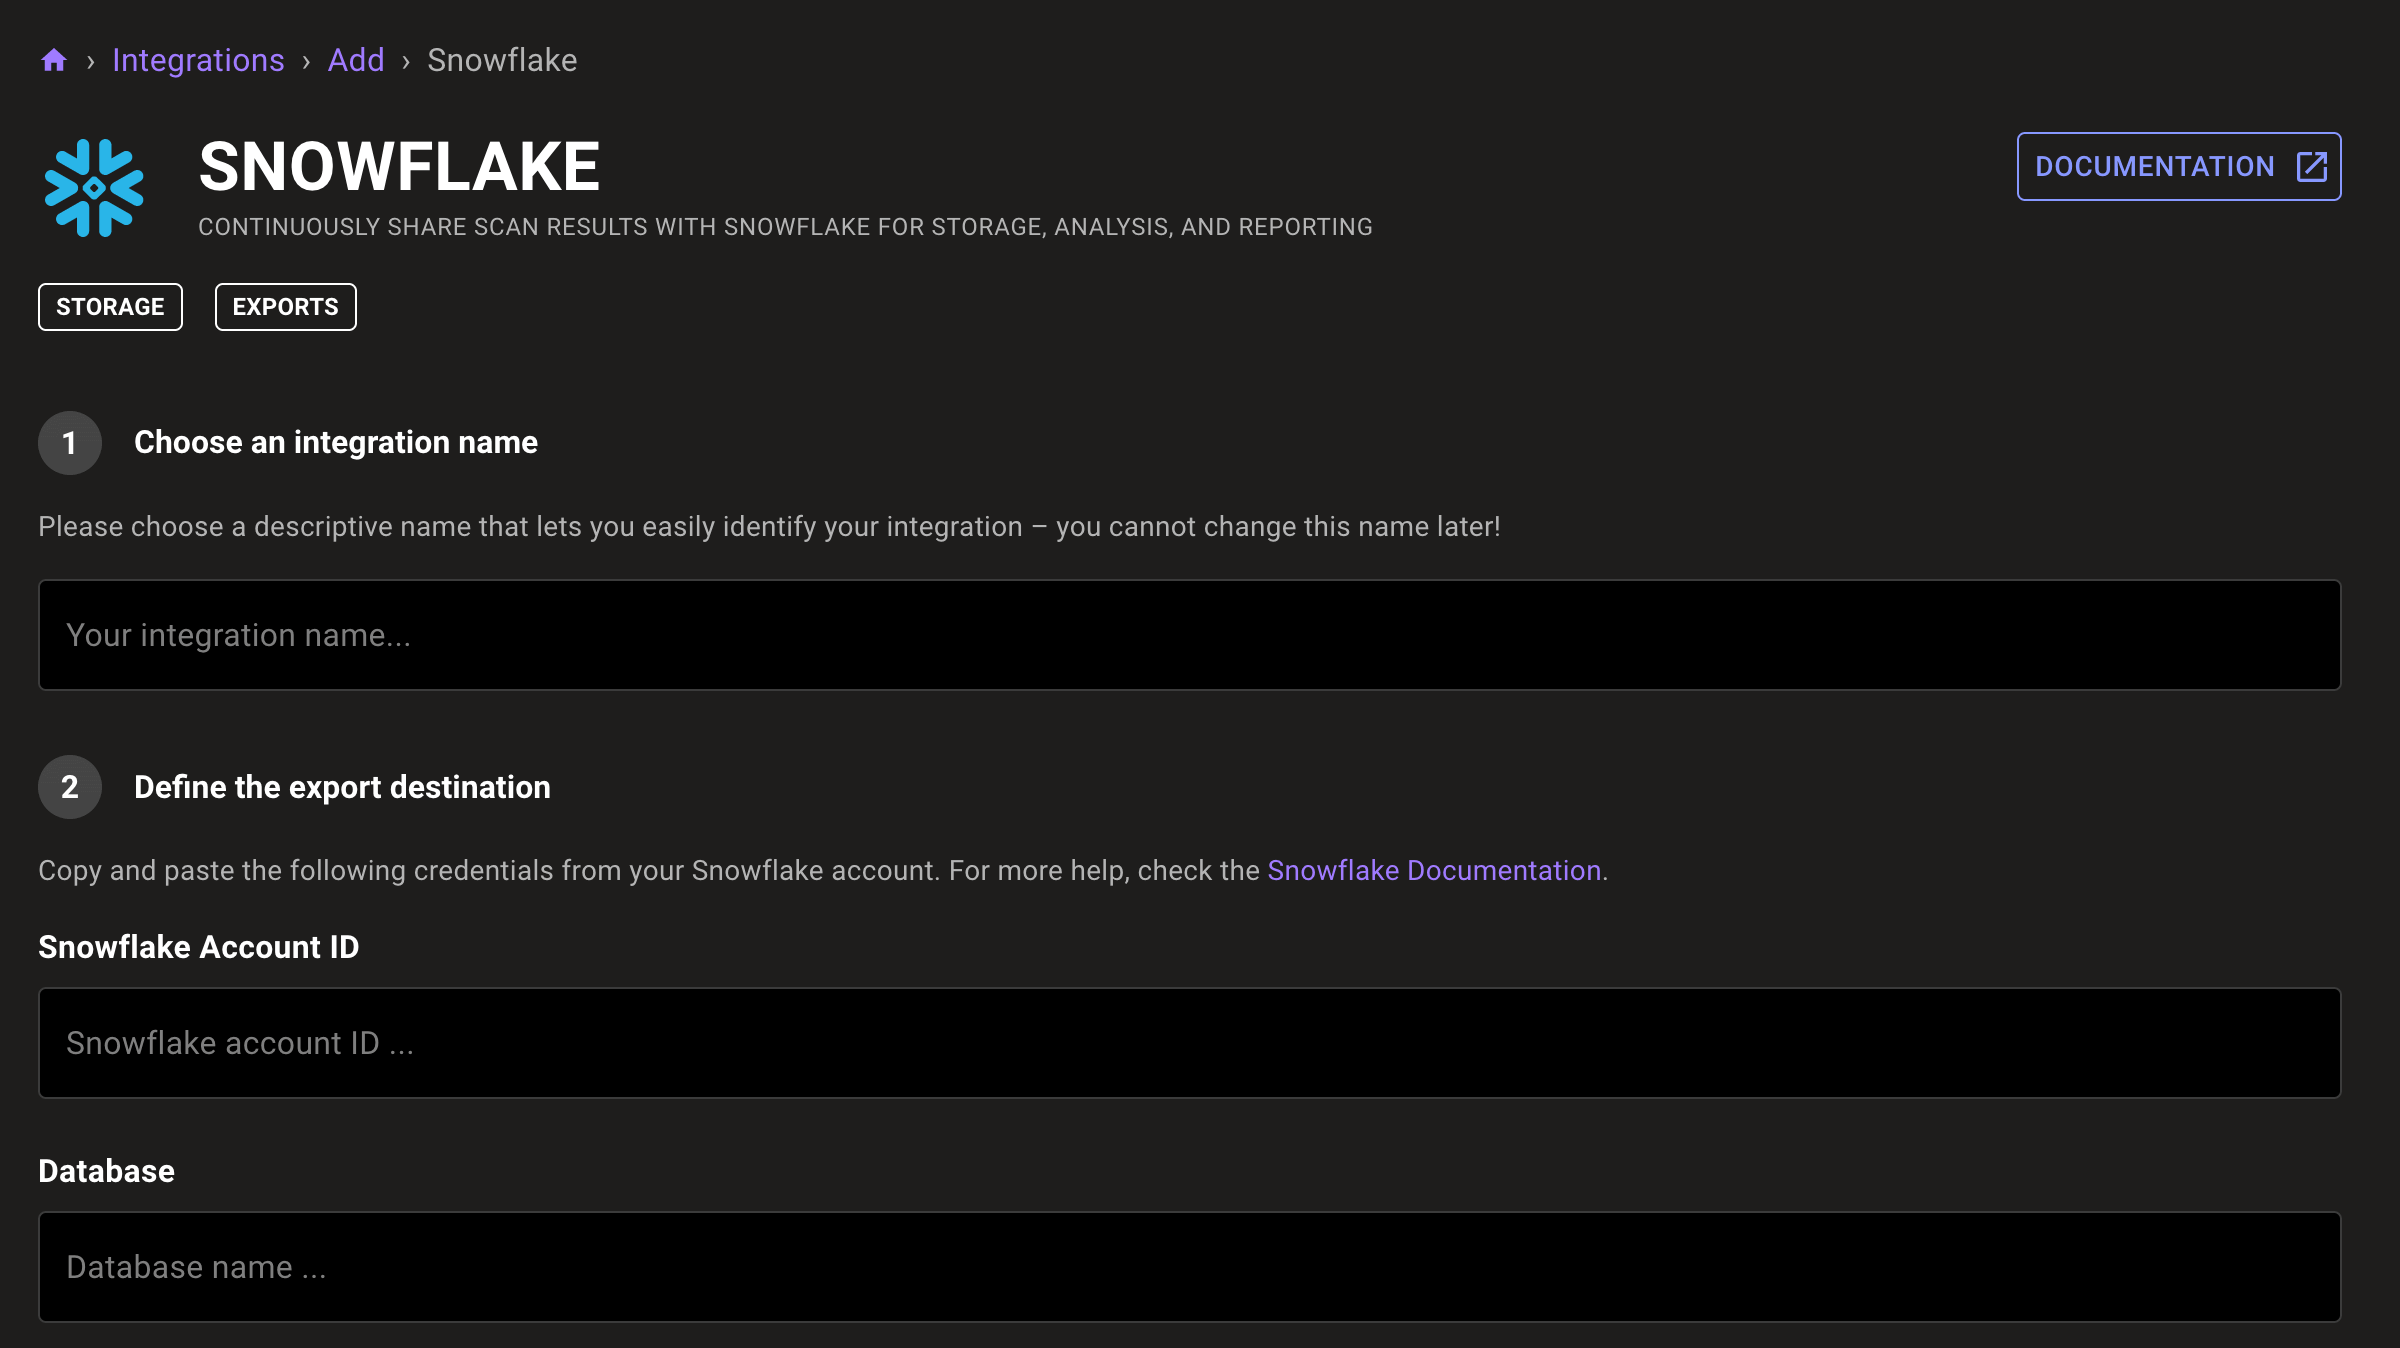 › Integrations › Add › Snowflake
SNOWFLAKE
CONTINUOUSLY SHARE SCAN RESULTS WITH SNOWFLAKE FOR STORAGE, ANALYSIS, AND REPORTING
DOCUMENTATION
STORAGE EXPORTS
1 Choose an integration name
Please choose a descriptive name that lets you easily identify your integration – you cannot change this name later!
Your integration name...
2 Define the export destination
Copy and paste the following credentials from your Snowflake account. For more help, check the Snowflake Documentation.
Snowflake Account ID
Snowflake account ID ...
Database
Database name ...